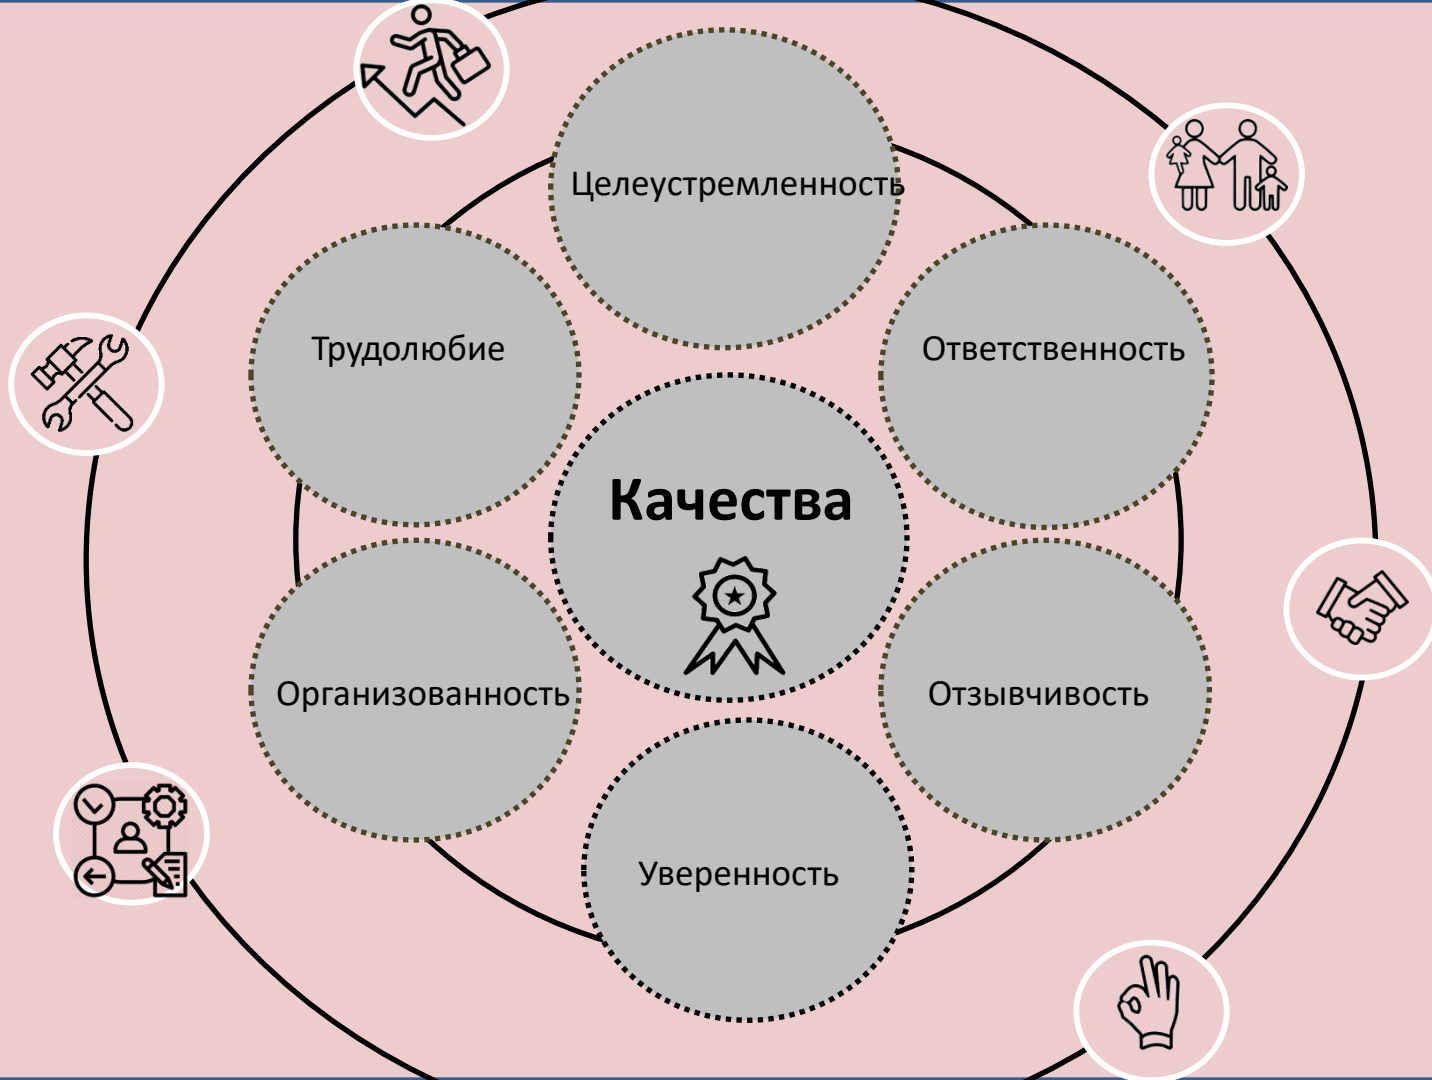 Целеустремленность
Трудолюбие
Ответственность
Качества
Организованность
Отзывчивость
Уверенность